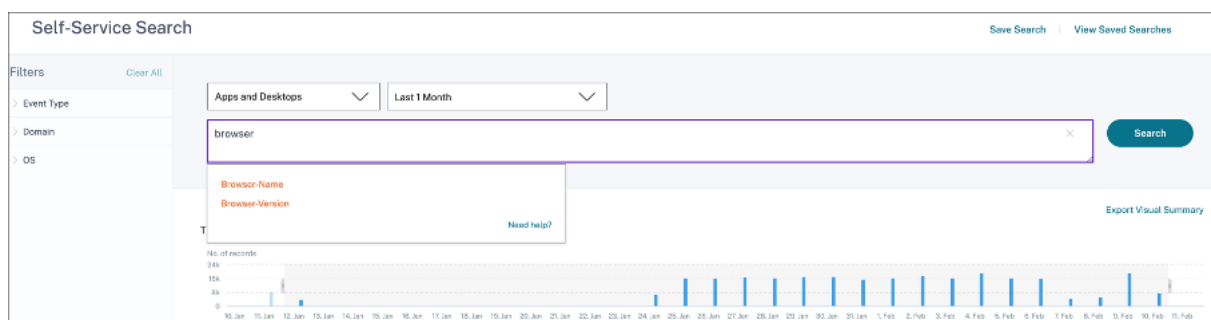 Self-Service Search
Save Search
View Saved Searches
Filters
Clear All
Event Type
Domain
OS
Apps and Desktops
Last 1 Month
browser
Search
Browser-Name
Browser-Version
Need help?
Export Visual Summary
T
No. of records
24k
15k
0
10. Jan 11. Jan 12. Jan 13. Jan 14. Jan 15. Jan 16. Jan 17. Jan 18. Jan 19. Jan 20. Jan 21. Jan 22. Jan 23. Jan 24. Jan 25. Jan 26. Jan 27. Jan 28. Jan 29. Jan 30. Jan 31. Jan 1. Feb 2. Feb 3. Feb 4. Feb 5. Feb 6. Feb 7. Feb 8. Feb 9. Feb 10. Feb 11. Feb